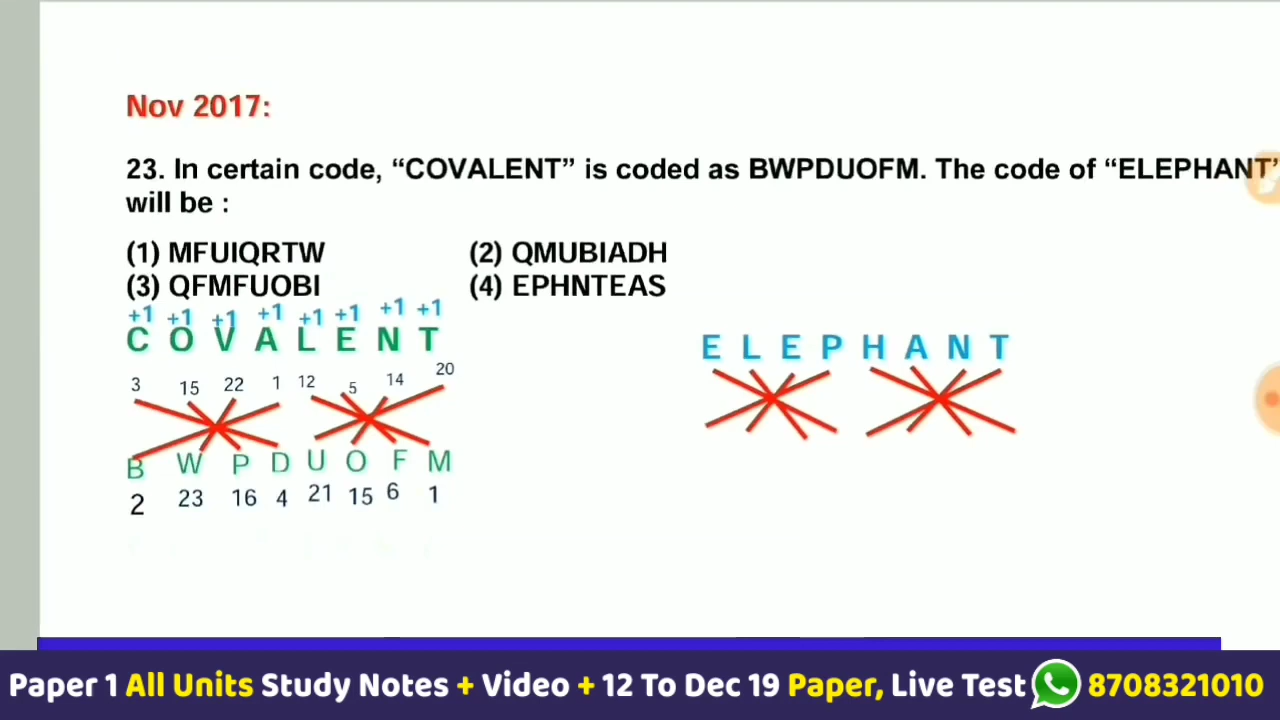 Nov 2017:
23. In certain code, “COVALENT” is coded as BWPDUOFM. The code of “ELEPHANT”
will be :
(1) MFUIQRTW (2) QMUBIADH
(3) QFMFUOBI (4) EPHNTEAS
+1 +1 +1 +1 +1 +1 +1 +1
C O V A L E N T
E L E P H A N T
3 15 22 1 12 5 14 20
B W P D U O F M
2 23 16 4 21 15 6 1
Paper 1 All Units Study Notes + Video + 12 To Dec 19 Paper, Live Test 8708321010